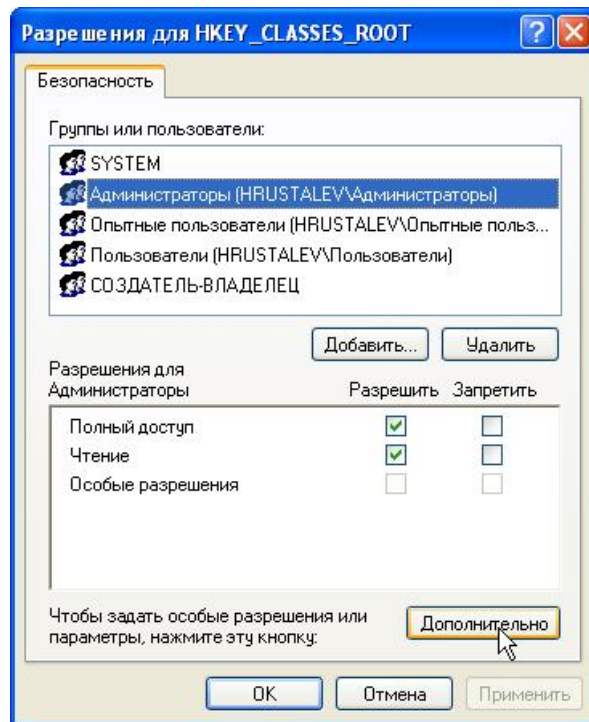 Разрешения для HKEY_CLASSES_ROOT
Безопасность
Группы или пользователи:
SYSTEM
Администраторы (HRUSTALEV\Администраторы)
Опытные пользователи (HRUSTALEV\Опытные польз...
Пользователи (HRUSTALEV\Пользователи)
СОЗДАТЕЛЬ-ВЛАДЕЛЕЦ
Добавить... Удалить
Разрешения для
Администраторы Разрешить Запретить
Полный доступ
Чтение
Особые разрешения
Чтобы задать особые разрешения или
параметры, нажмите эту кнопку: Дополнительно
OK Отмена Применить